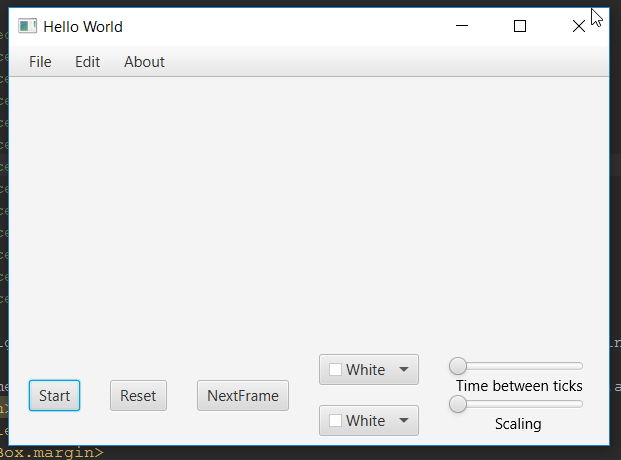 Hello World
File Edit About
White
Time between ticks
Start Reset NextFrame
White
Scaling
Box.margin>